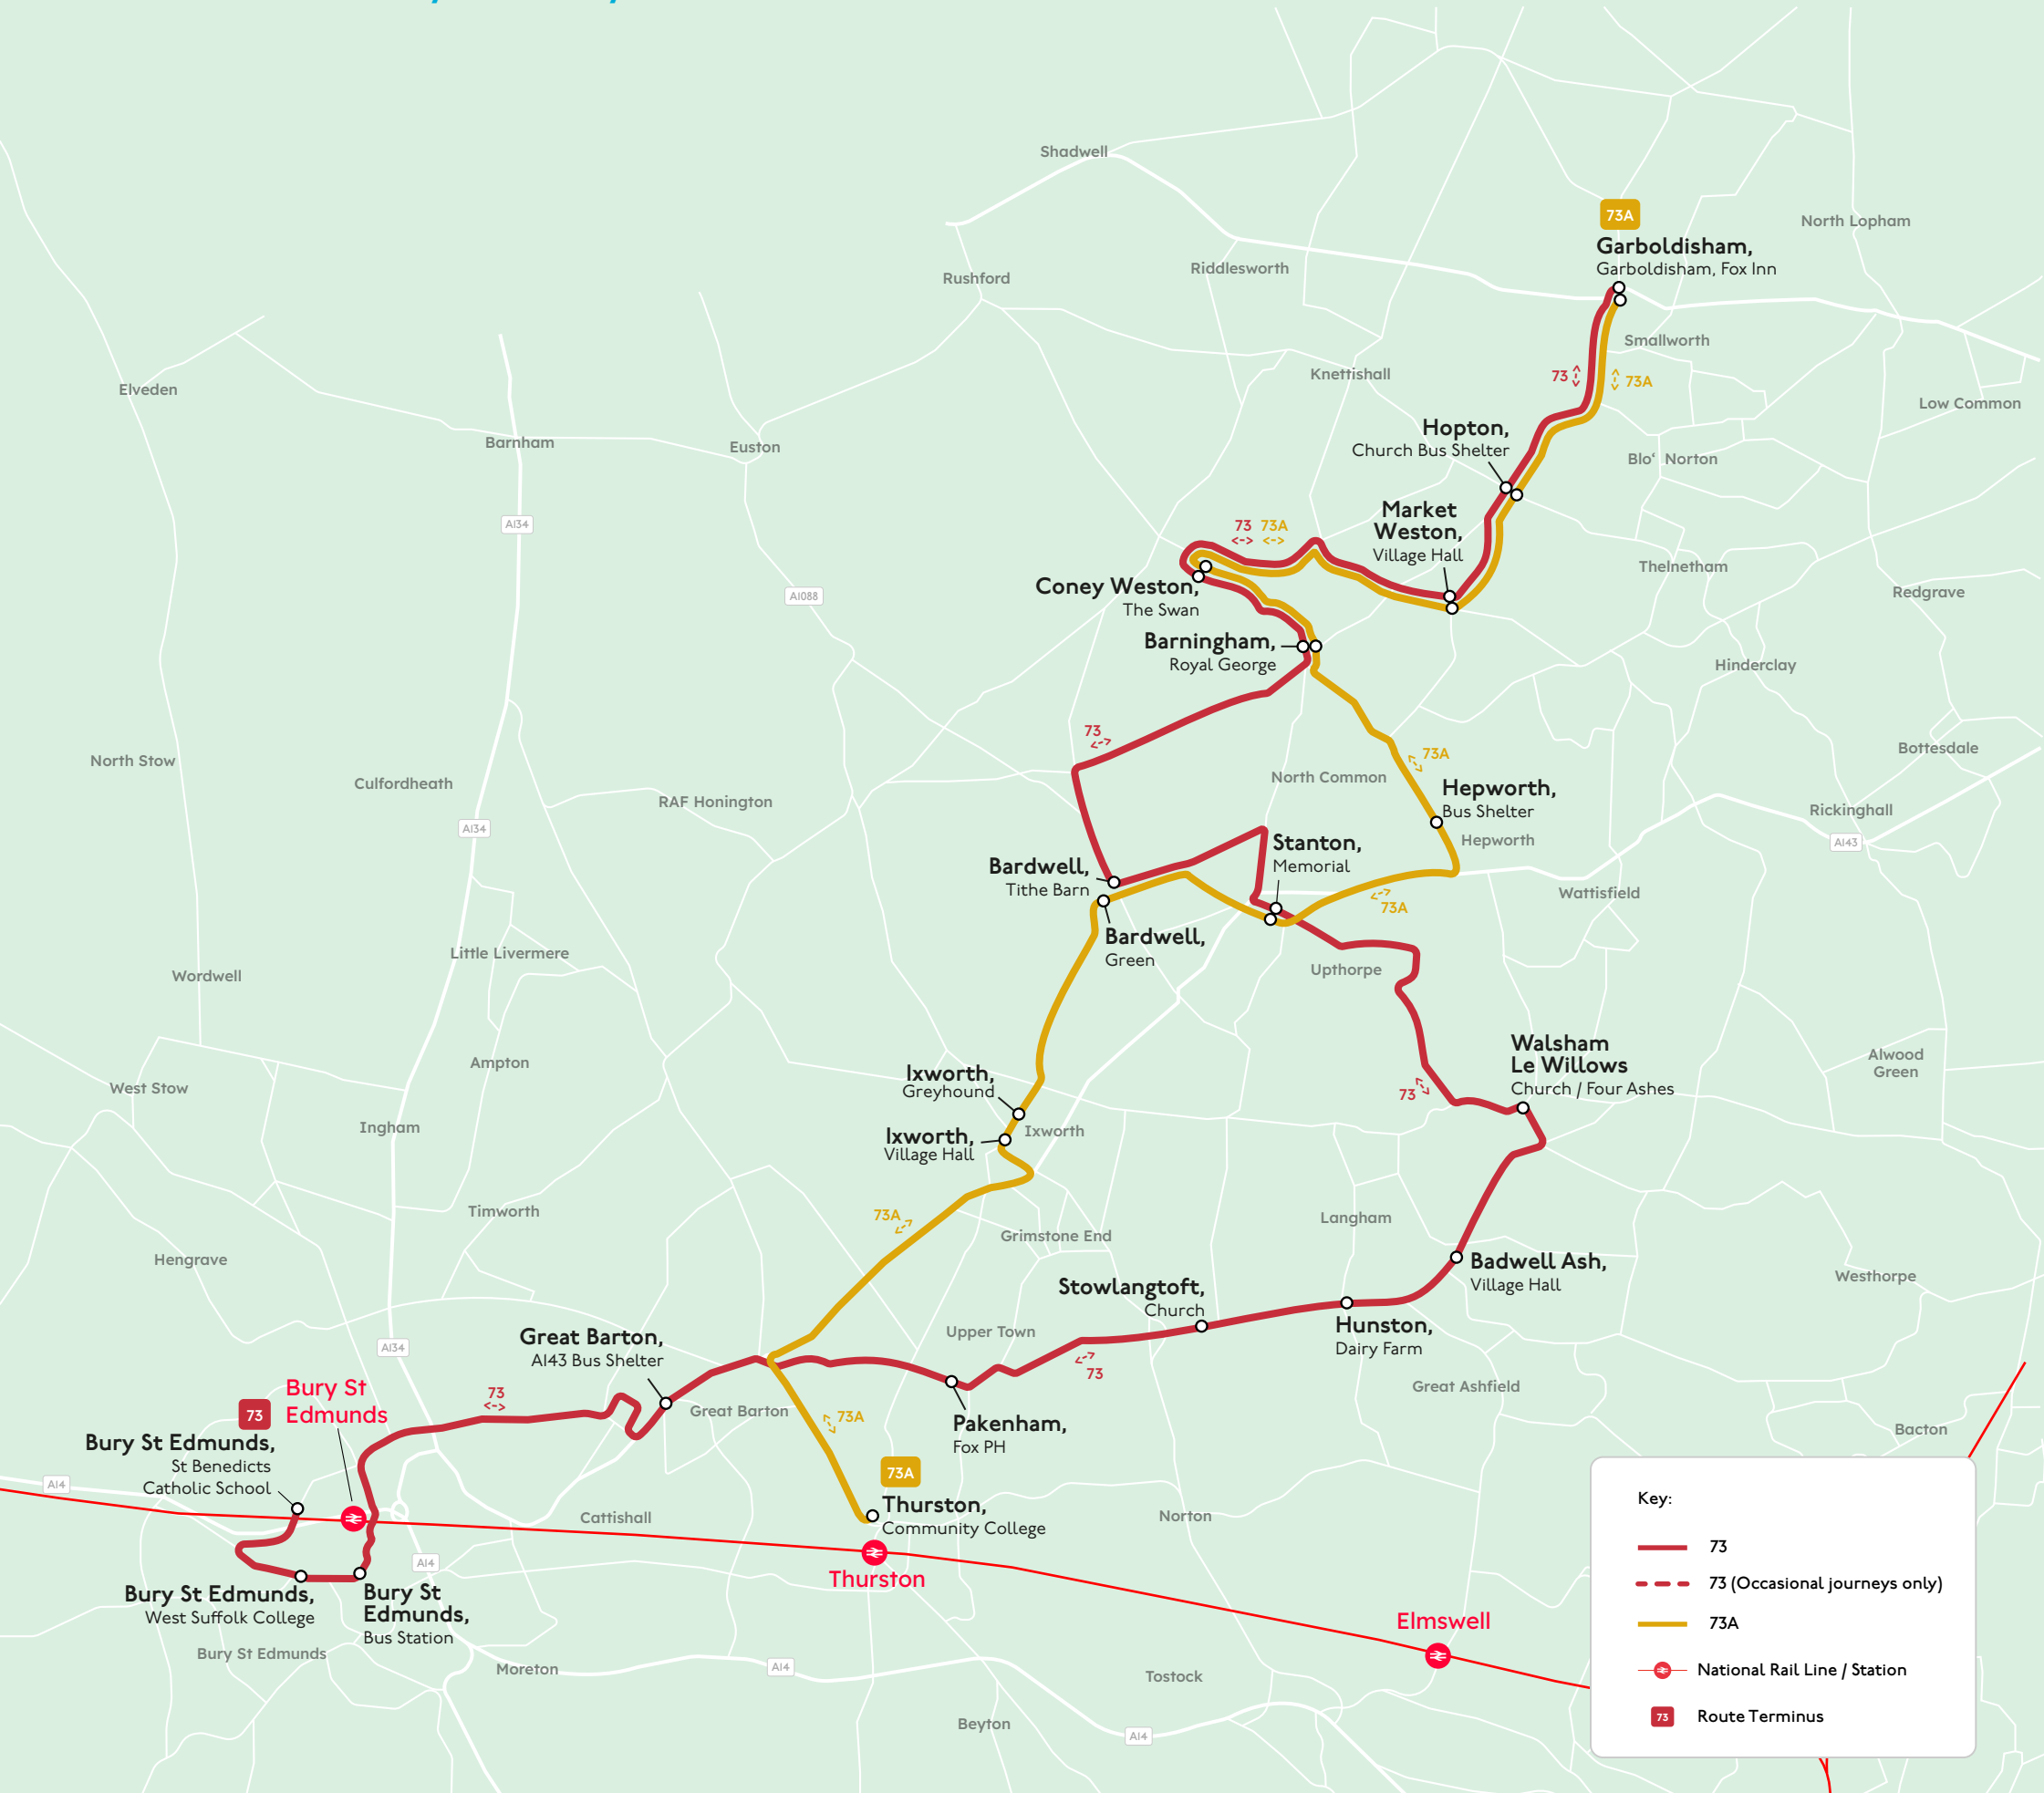 Shadwell
73A
North Lopham
Garboldisham,
Garboldisham, Fox Inn
Riddlesworth
Rushford
Smallworth
Knettishall
73
73A
Elveden
Low Common
Hopton,
Church Bus Shelter
Barnham
Euston
Blo' Norton
Market
Weston,
Village Hall
A134
73 73A
<-> <->
Thelnetham
Coney Weston,
The Swan
A1088
Redgrave
Barningham,
Royal George
Hinderclay
73
Bottesdale
73A
North Stow
Culfordheath
North Common
Hepworth,
Bus Shelter
RAF Honington
Rickinghall
A134
A143
Hepworth
Stanton,
Memorial
Bardwell,
Tithe Barn
Wattisfield
73A
Bardwell,
Green
Little Livermere
Upthorpe
Wordwell
Walsham
Le Willows
Church / Four Ashes
Ampton
Alwood
Green
Ixworth,
Greyhound
West Stow
73
Ingham
Ixworth
Ixworth,
Village Hall
Timworth
73A
Langham
Grimstone End
Hengrave
Badwell Ash,
Village Hall
Westhorpe
Stowlangtoft,
Church
Great Barton,
A143 Bus Shelter
Upper Town
Hunston,
Dairy Farm
A134
73
Bury St
Edmunds
73
<->
Great Ashfield
73
Great Barton
73A
Pakenham,
Fox PH
Bacton
Bury St Edmunds,
St Benedicts
Catholic School
A14
73A
Thurston,
Community College
Cattishall
Norton
A14
Thurston
Bury St Edmunds,
West Suffolk College
Bury St
Edmunds,
Bus Station
Elmswell
Bury St Edmunds
Moreton
A14
Tostock
Beyton
A14
Key:
73
73 (Occasional journeys only)
73A
National Rail Line / Station
73
Route Terminus